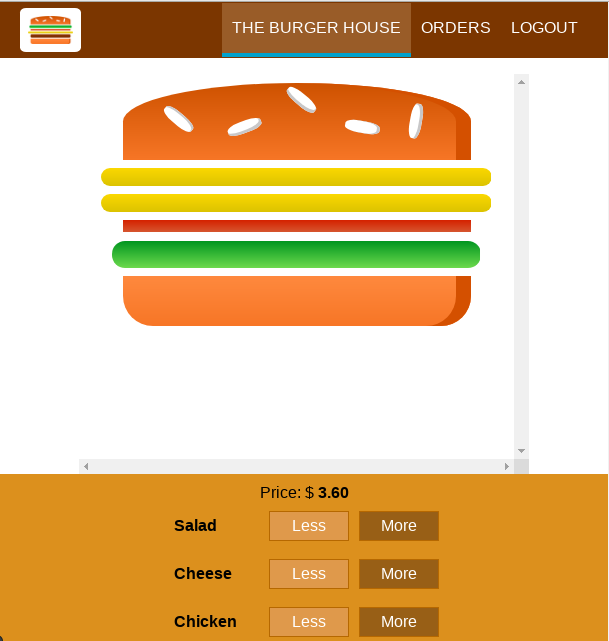 THE BURGER HOUSE ORDERS LOGOUT
Price: $ 3.60
Salad Less More
Cheese Less More
Chicken Less More